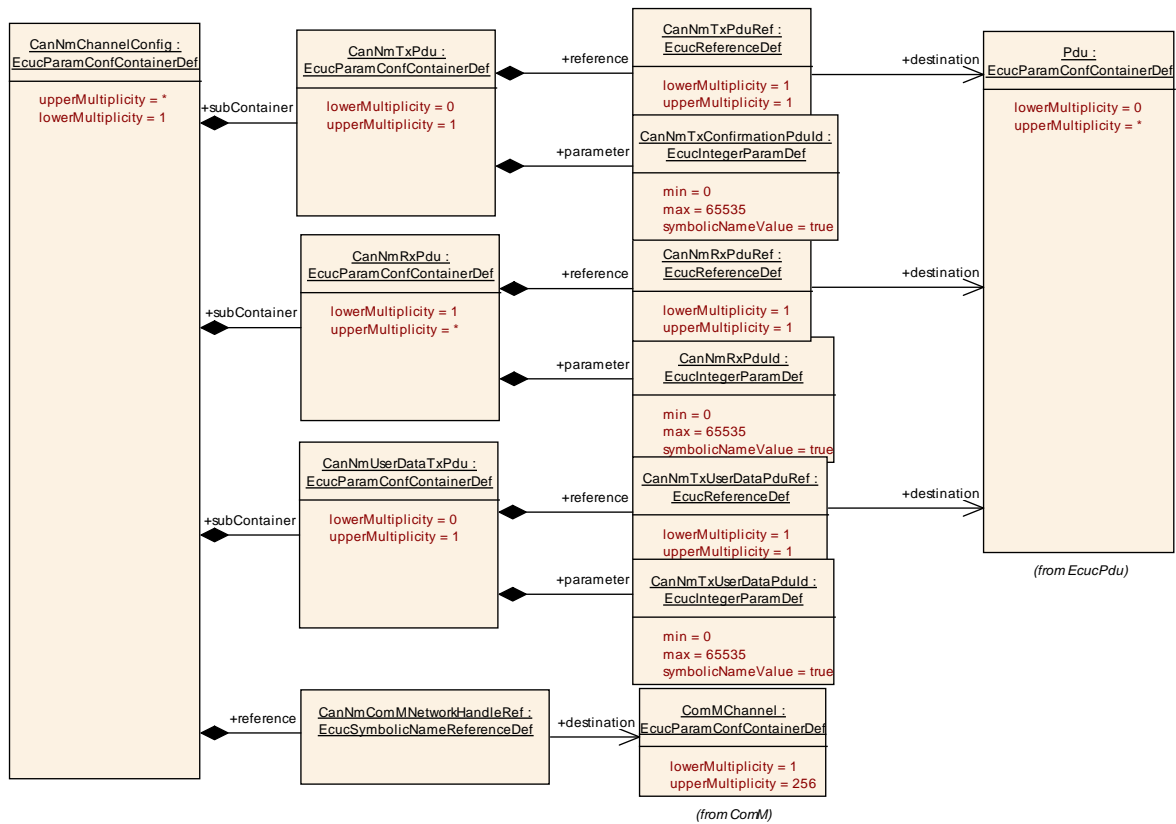 CanNmChannelConfig :
EcucParamConfContainerDef
upperMultiplicity = *
lowerMultiplicity = 1
+subContainer
CanNmTxPdu :
EcucParamConfContainerDef
lowerMultiplicity = 0
upperMultiplicity = 1
+reference
CanNmTxPduRef :
EcucReferenceDef
lowerMultiplicity = 1
upperMultiplicity = 1
+destination
Pdu :
EcucParamConfContainerDef
lowerMultiplicity = 0
upperMultiplicity = *
(from EcucPdu)
+parameter
CanNmTxConfirmationPduId :
EcucIntegerParamDef
min = 0
max = 65535
symbolicNameValue = true
+subContainer
CanNmRxPdu :
EcucParamConfContainerDef
lowerMultiplicity = 1
upperMultiplicity = *
+reference
CanNmRxPduRef :
EcucReferenceDef
lowerMultiplicity = 1
upperMultiplicity = 1
+destination
+parameter
CanNmRxPduId :
EcucIntegerParamDef
min = 0
max = 65535
symbolicNameValue = true
+subContainer
CanNmUserDataTxPdu :
EcucParamConfContainerDef
lowerMultiplicity = 0
upperMultiplicity = 1
+reference
CanNmTxUserDataPduRef :
EcucReferenceDef
lowerMultiplicity = 1
upperMultiplicity = 1
+destination
+parameter
CanNmTxUserDataPduId :
EcucIntegerParamDef
min = 0
max = 65535
symbolicNameValue = true
+reference
CanNmComMNetworkHandleRef :
EcucSymbolicNameReferenceDef
+destination
ComMChannel :
EcucParamConfContainerDef
lowerMultiplicity = 1
upperMultiplicity = 256
(from ComM)